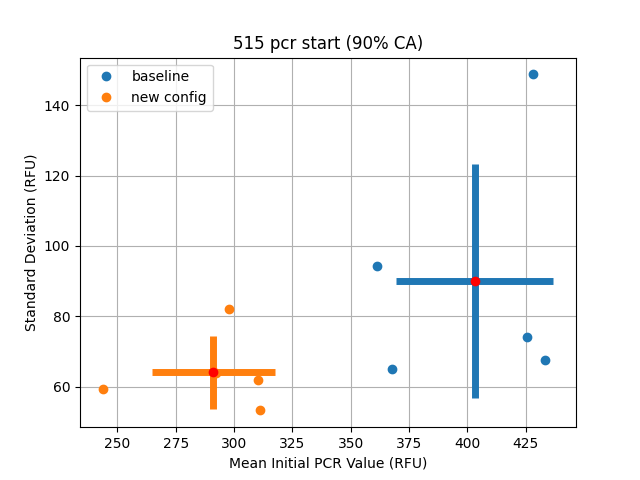 515 pcr start (90% CA)
baseline
new config
Standard Deviation (RFU)
140
120
100
80
60
250 275 300 325 350 375 400 425
Mean Initial PCR Value (RFU)